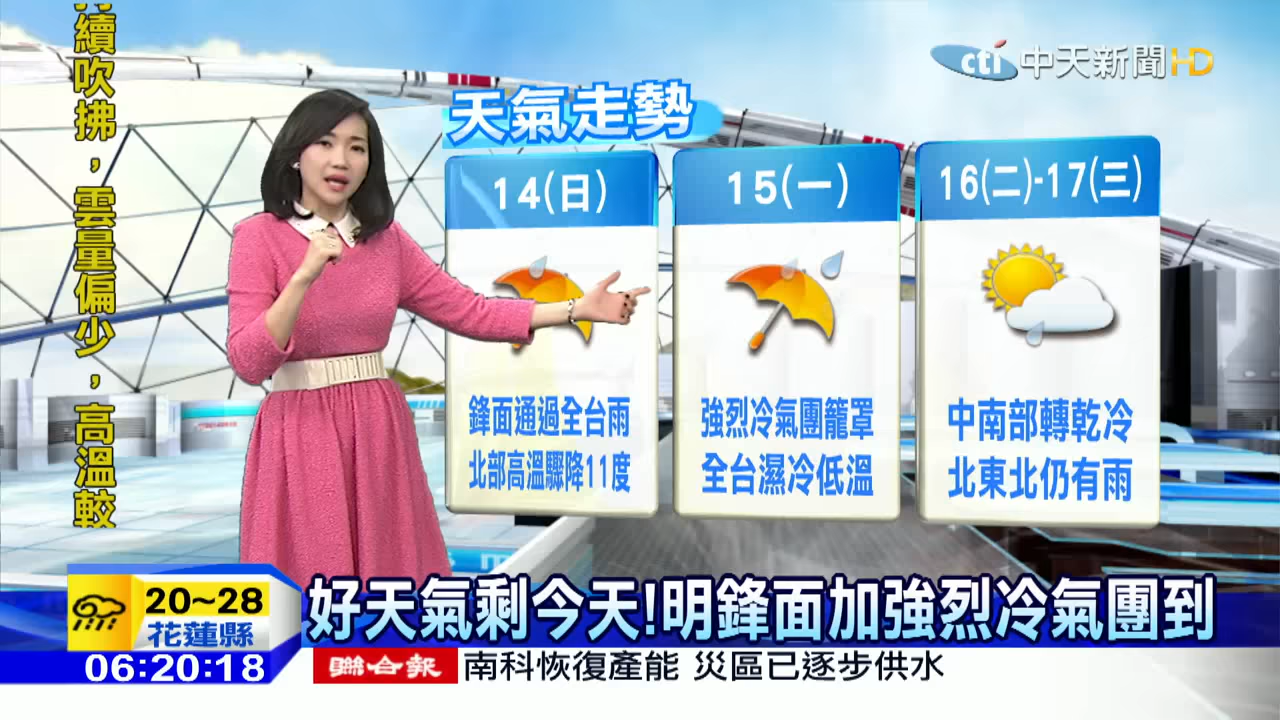 續吹拂，雲量偏少，高溫較
cti 中天新聞HD
天氣走勢
14(日)
鋒面通過全台雨
北部高溫驟降11度
15(一)
強烈冷氣團籠罩
全台濕冷低溫
16(二)-17(三)
中南部轉乾冷
北東北仍有雨
20~28
花蓮縣
06:20:18
好天氣剩今天!明鋒面加強烈冷氣團到
聯合報 南科恢復產能 災區已逐步供水